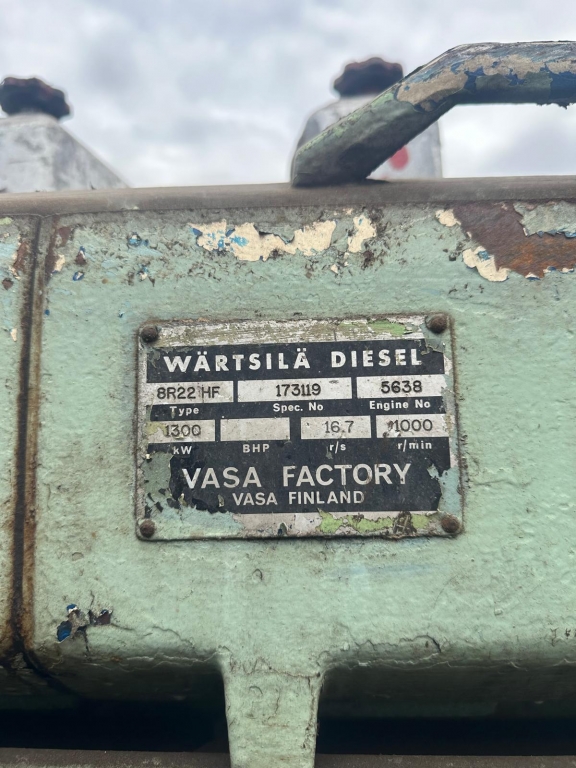 WÄRTSILÄ DIESEL
8R22 HF 173119 5638
Type Spec. No Engine No
1300 16.7 1000
kW BHP r/s r/min
VASA FACTORY
VASA FINLAND